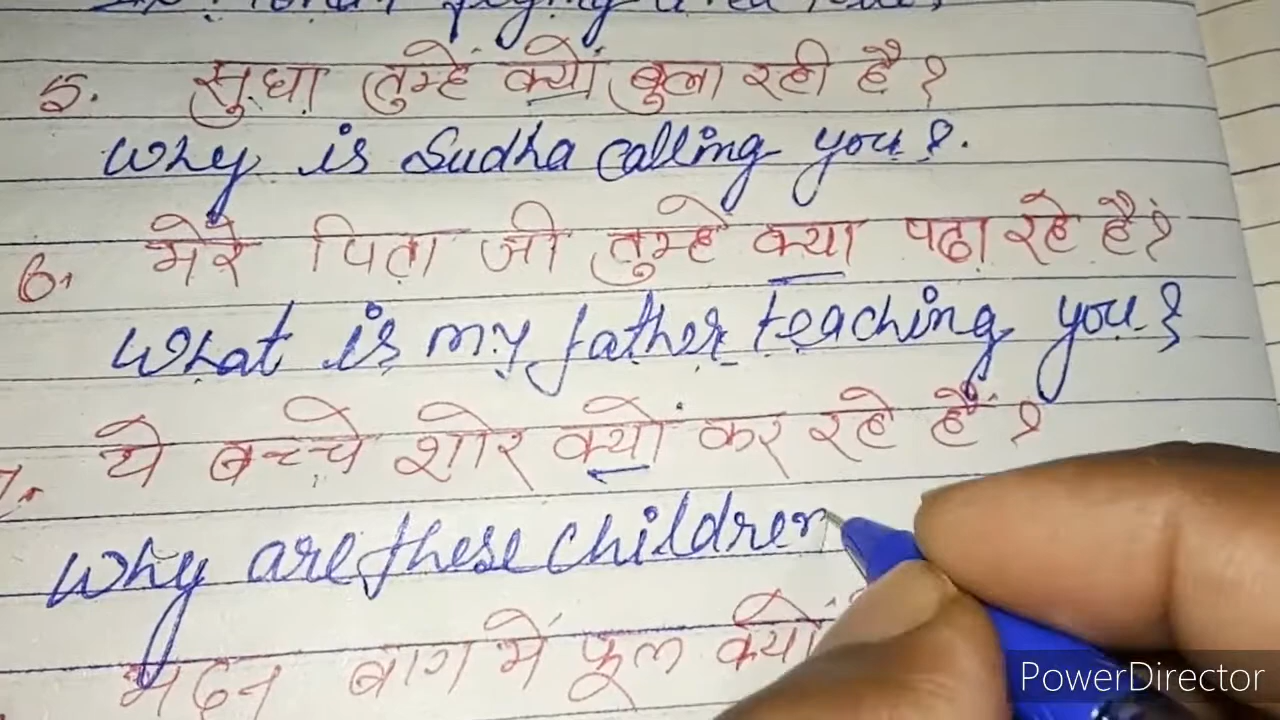 5. सुधा तुम्हें क्यों बुला रही है?
Why is Sudha calling you?.
6. मेरे पिता जी तुम्हें क्या पढा रहे हैं?
What is my father teaching you?
7. ये बच्चे शोर क्यों कर रहे हैं?
Why are these children
मदन बाग में फूल क्यों
PowerDirector